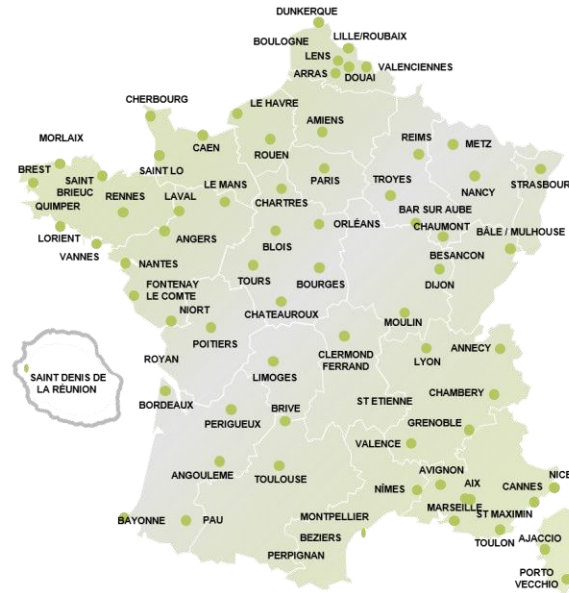 DUNKERQUE
LILLE/ROUBAIX
BOULOGNE
LENS
VALENCIENNES
ARRAS
DOUAI
CHERBOURG
LE HAVRE
AMIENS
MORLAIX
CAEN
ROUEN
REIMS
METZ
BREST
SAINT
BRIEUC
SAINT LO
PARIS
TROYES
NANCY
STRASBOUR
QUIMPER
RENNES
LAVAL
LE MANS
CHARTRES
BAR SUR AUBE
CHAUMONT
LORIENT
VANNES
ANGERS
ORLÉANS
BLOIS
BÂLE / MULHOUSE
NANTES
TOURS
BOURGES
BESANCON
DIJON
FONTENAY
LE COMTE
NIORT
CHATEAUROUX
MOULIN
ROYAN
POITIERS
CLERMOND
FERRAND
LYON
ANNECY
SAINT DENIS DE
LA RÉUNION
LIMOGES
BORDEAUX
ST ETIENNE
CHAMBERY
PERIGUEUX
BRIVE
GRENOBLE
VALENCE
ANGOULEME
TOULOUSE
AVIGNON
AIX
NICE
NÎMES
CANNES
BAYONNE
PAU
MONTPELLIER
MARSEILLE
ST MAXIMIN
BEZIERS
TOULON
AJACCIO
PERPIGNAN
PORTO
VECCHIO